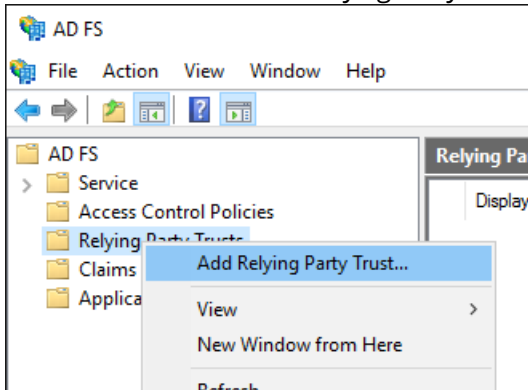 AD FS
File Action View Window Help
AD FS
Relying Pa
Service
Display
Access Control Policies
Relying Party Trusts
Add Relying Party Trust...
Claims
Applica
View
New Window from Here
Refresh